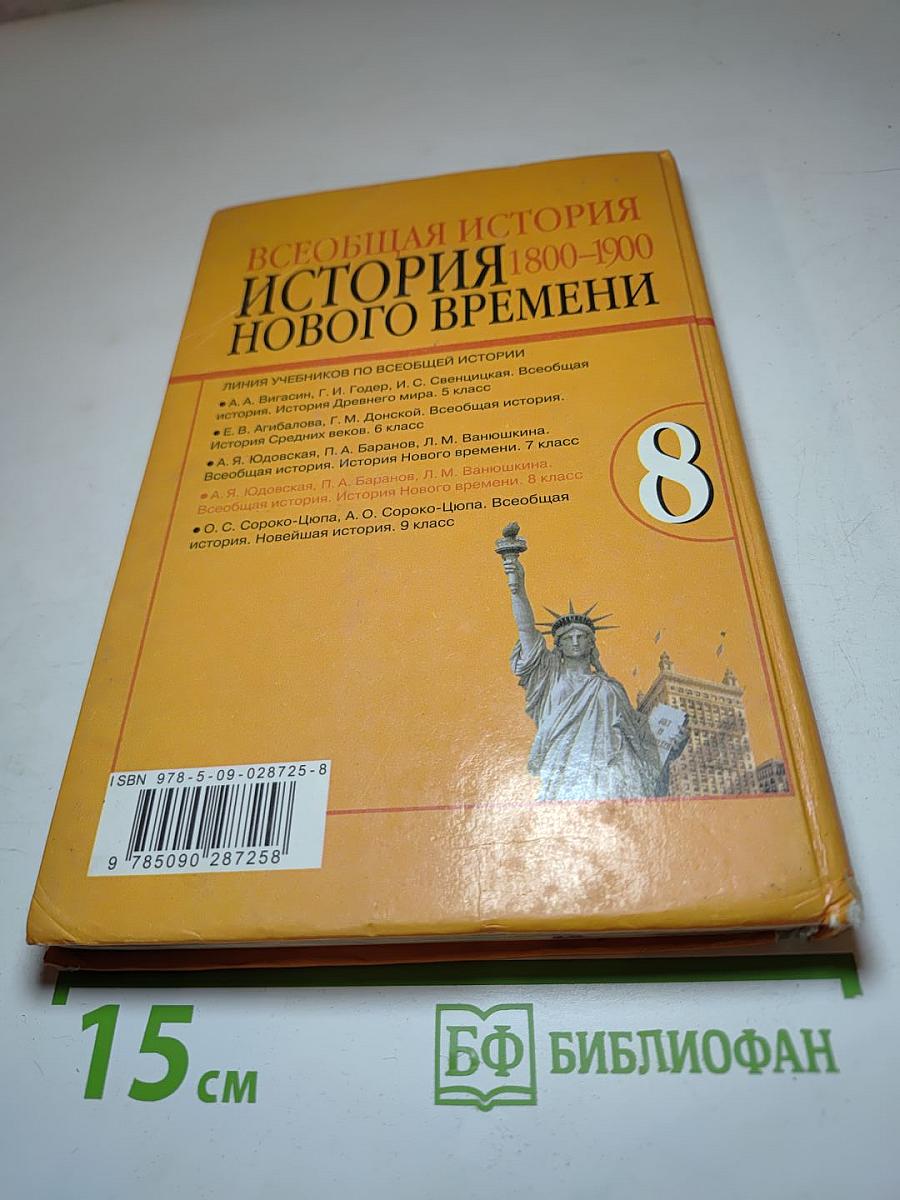 ВСЕОБЩАЯ ИСТОРИЯ
ИСТОРИЯ 1800–1900
НОВОГО ВРЕМЕНИ
ЛИНИЯ УЧЕБНИКОВ ПО ВСЕОБЩЕЙ ИСТОРИИ
• А. А. Вигасин, Г. И. Годер, И. С. Свенцицкая. Всеобщая
история. История Древнего мира. 5 класс
• Е. В. Агибалова, Г. М. Донской. Всеобщая история.
История Средних веков. 6 класс
• А. Я. Юдовская, П. А. Баранов, Л. М. Ванюшкина.
Всеобщая история. История Нового времени. 7 класс
• А. Я. Юдовская, П. А. Баранов, Л. М. Ванюшкина.
Всеобщая история. История Нового времени. 8 класс
• О. С. Сороко-Цюпа, А. О. Сороко-Цюпа. Всеобщая
история. Новейшая история. 9 класс
8
ISBN 978-5-09-028725-8
9 785090 287258
15 см
БФ БИБЛИОФАН